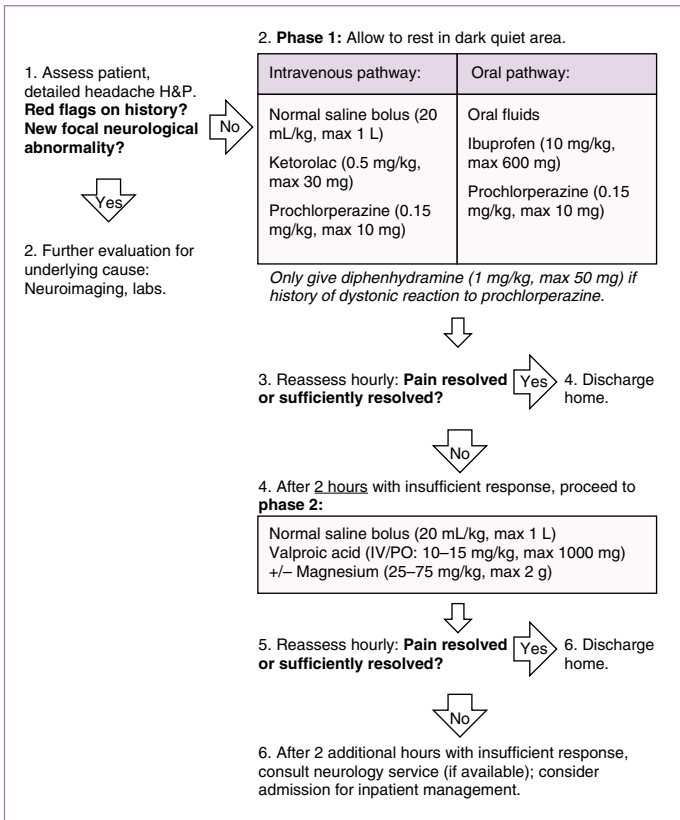 1. Assess patient,
detailed headache H&P.
Red flags on history?
New focal neurological
abnormality?
No
Yes
2. Further evaluation for
underlying cause:
Neuroimaging, labs.
2. Phase 1: Allow to rest in dark quiet area.
Intravenous pathway:
Normal saline bolus (20
mL/kg, max 1 L)
Ketorolac (0.5 mg/kg,
max 30 mg)
Prochlorperazine (0.15
mg/kg, max 10 mg)
Oral pathway:
Oral fluids
Ibuprofen (10 mg/kg,
max 600 mg)
Prochlorperazine (0.15
mg/kg, max 10 mg)
Only give diphenhydramine (1 mg/kg, max 50 mg) if
history of dystonic reaction to prochlorperazine.
3. Reassess hourly: Pain resolved
or sufficiently resolved?
Yes
4. Discharge
home.
No
4. After 2 hours with insufficient response, proceed to
phase 2:
Normal saline bolus (20 mL/kg, max 1 L)
Valproic acid (IV/PO: 10–15 mg/kg, max 1000 mg)
+/– Magnesium (25–75 mg/kg, max 2 g)
5. Reassess hourly: Pain resolved
or sufficiently resolved?
Yes
6. Discharge
home.
No
6. After 2 additional hours with insufficient response,
consult neurology service (if available); consider
admission for inpatient management.